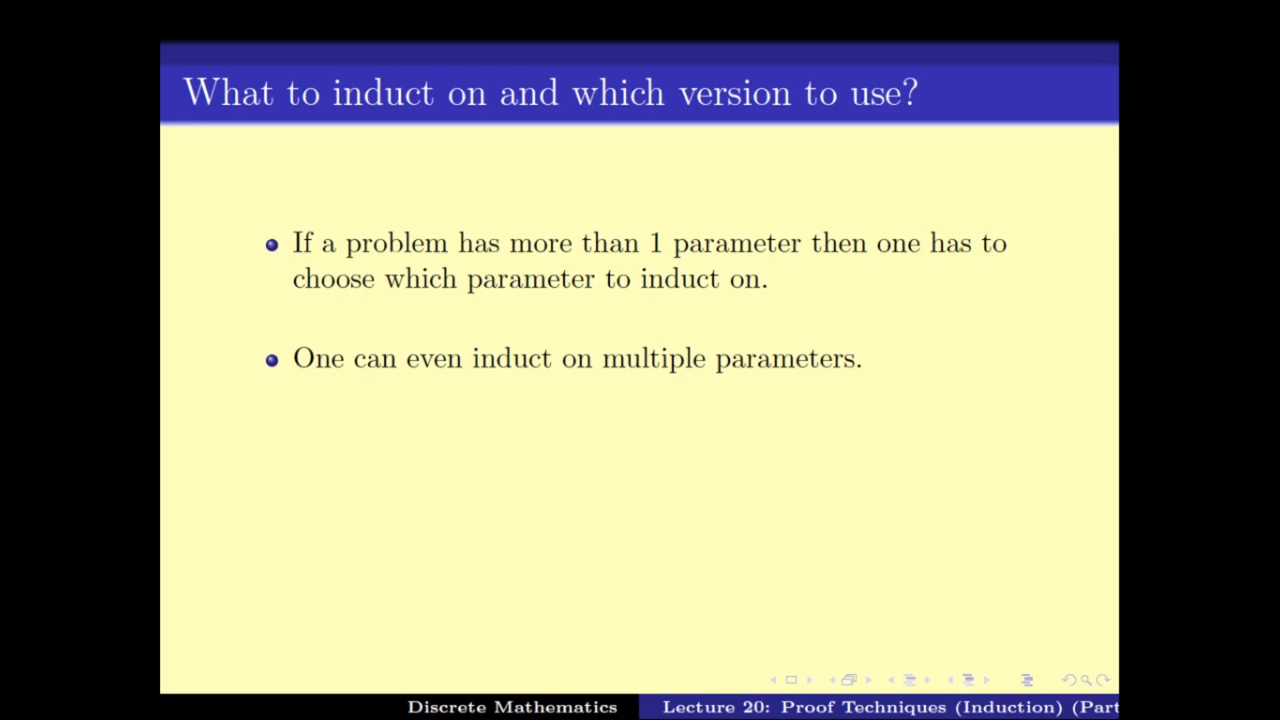 What to induct on and which version to use?
If a problem has more than 1 parameter then one has to
choose which parameter to induct on.
One can even induct on multiple parameters.
Discrete Mathematics
Lecture 20: Proof Techniques (Induction) (Part